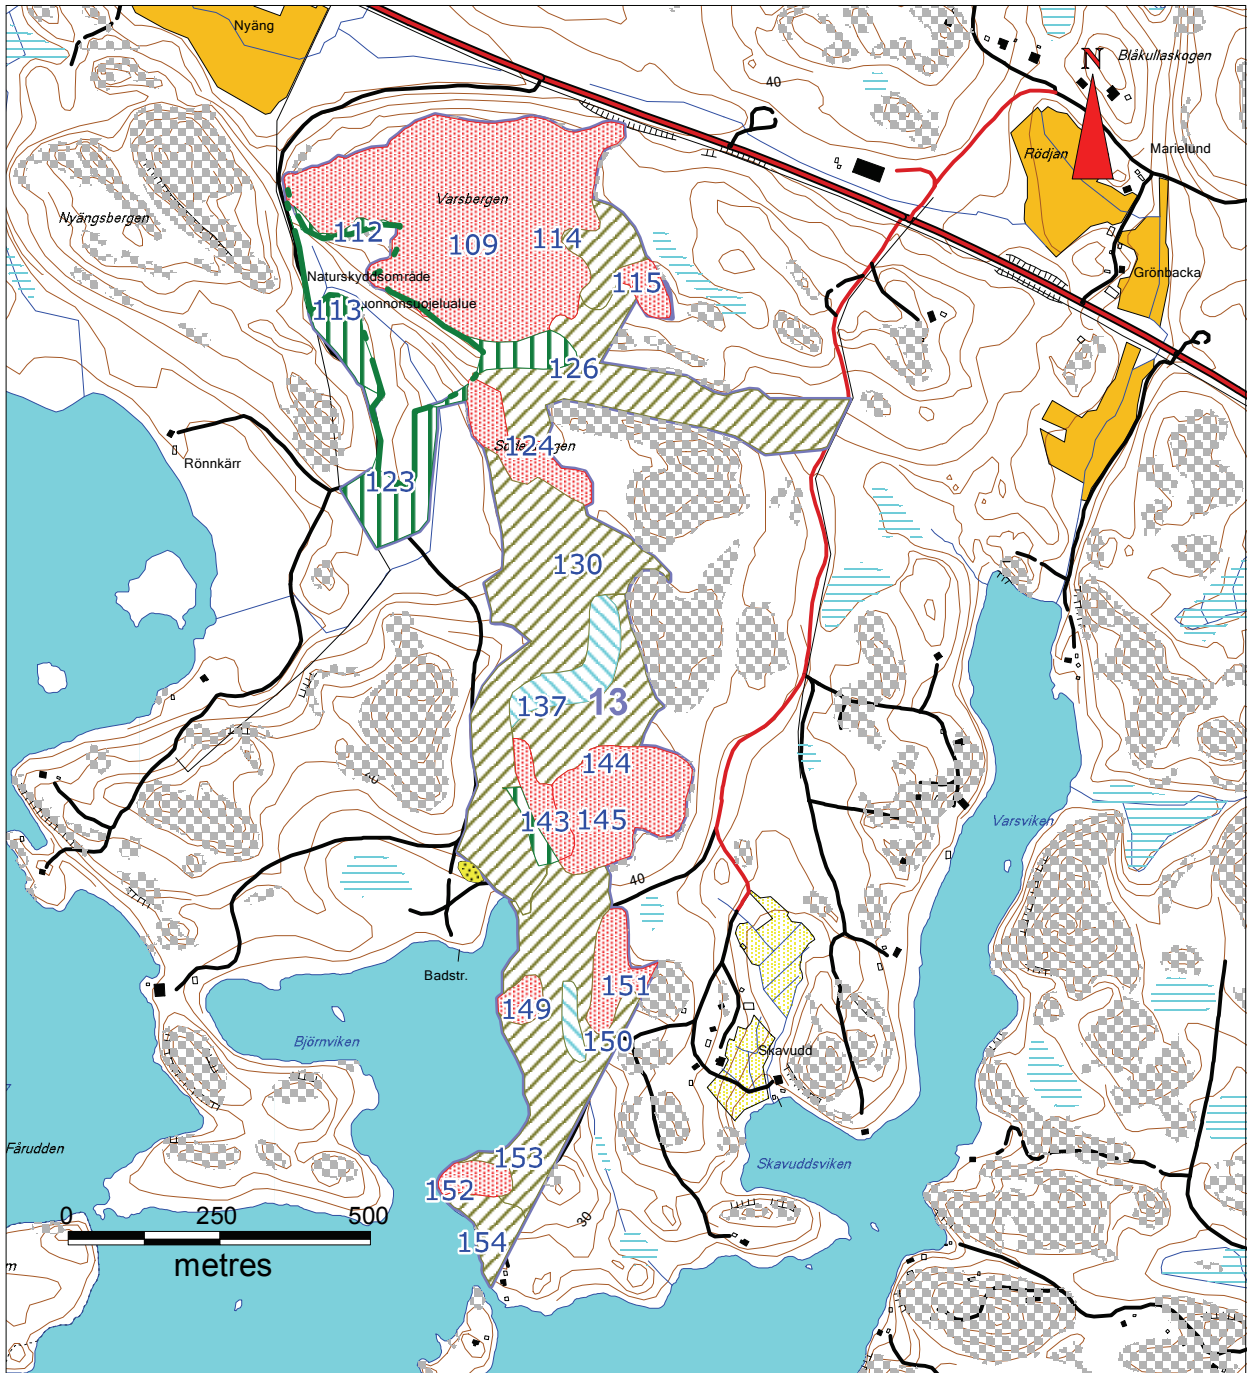 Nyäng
N
Blåkullaskogen
40
Rödjan
Marielund
Varsbergen
Nyängsbergen
112
109
114
Naturskyddsområde
115
Grönbacka
113
126
124
Rönnkärr
123
130
13
137
144
143
145
Varsviken
40
Badstr.
151
149
150
Björnviken
Skavudd
Fårudden
153
Skavuddsviken
152
0 250 500
30
154
metres
m